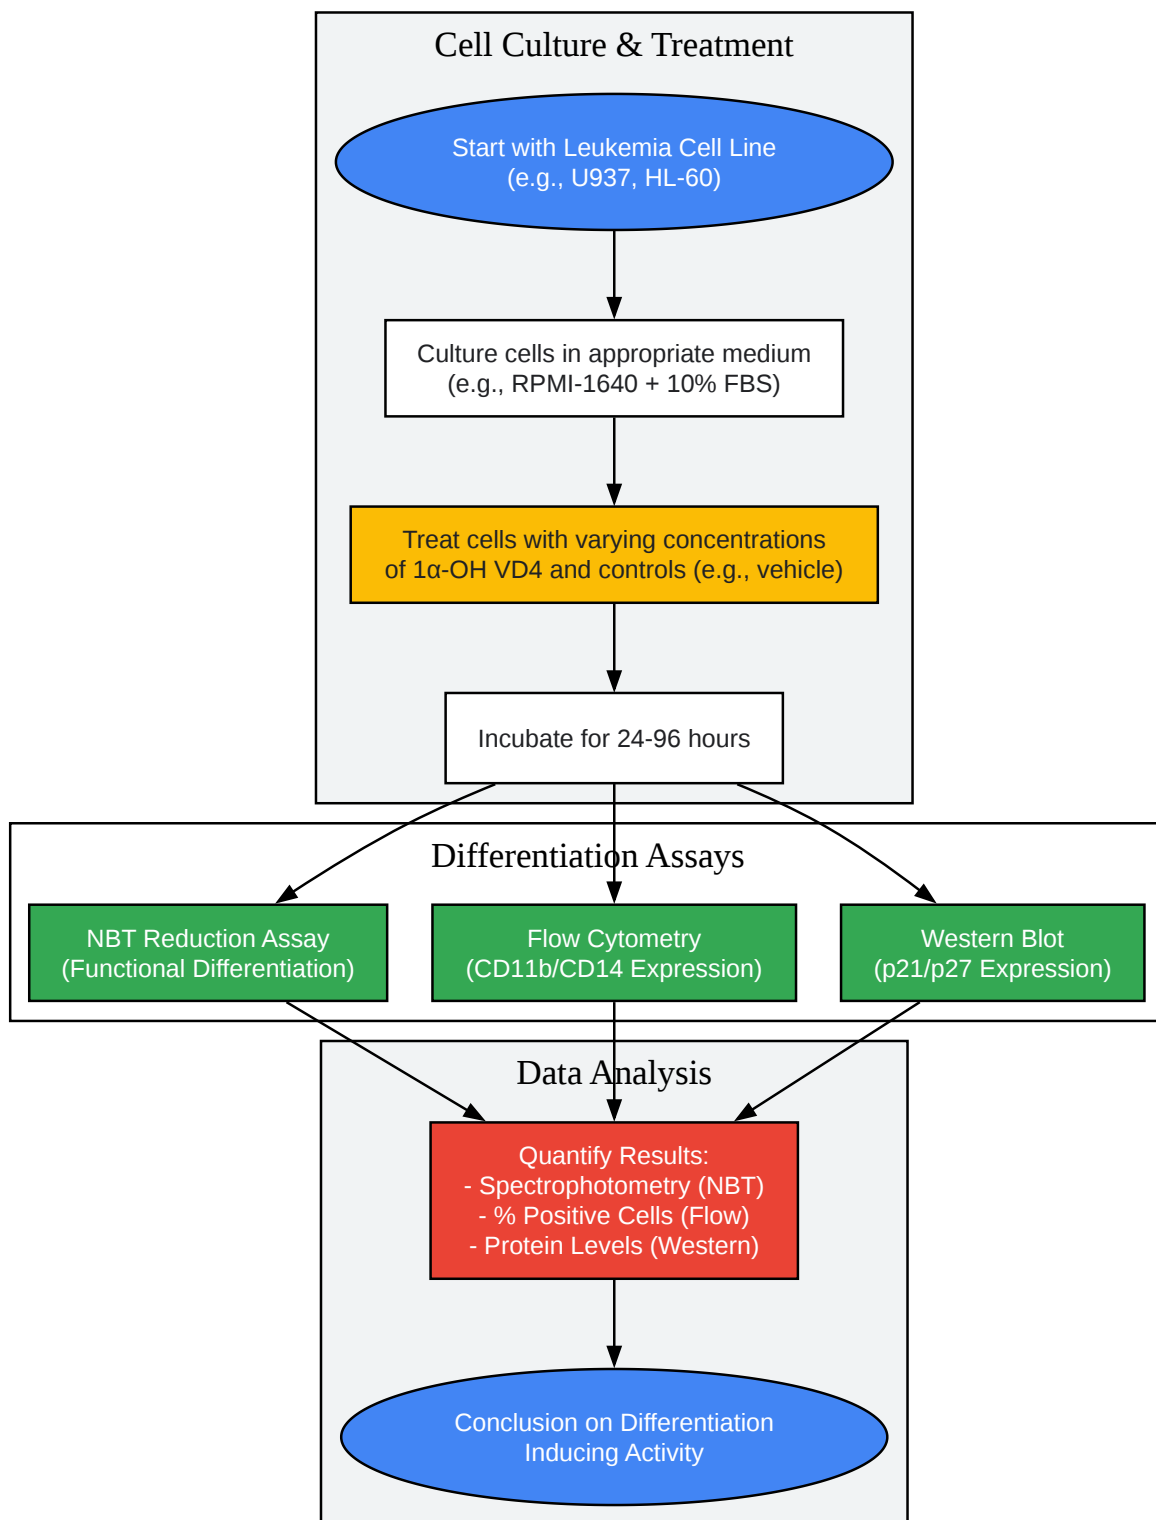 Cell Culture & Treatment
Start with Leukemia Cell Line
(e.g., U937, HL-60)
Culture cells in appropriate medium
(e.g., RPMI-1640 + 10% FBS)
Treat cells with varying concentrations
of 1α-OH VD4 and controls (e.g., vehicle)
Incubate for 24-96 hours
Differentiation Assays
NBT Reduction Assay
(Functional Differentiation)
Flow Cytometry
(CD11b/CD14 Expression)
Western Blot
(p21/p27 Expression)
Data Analysis
Quantify Results:
- Spectrophotometry (NBT)
- % Positive Cells (Flow)
- Protein Levels (Western)
Conclusion on Differentiation
Inducing Activity